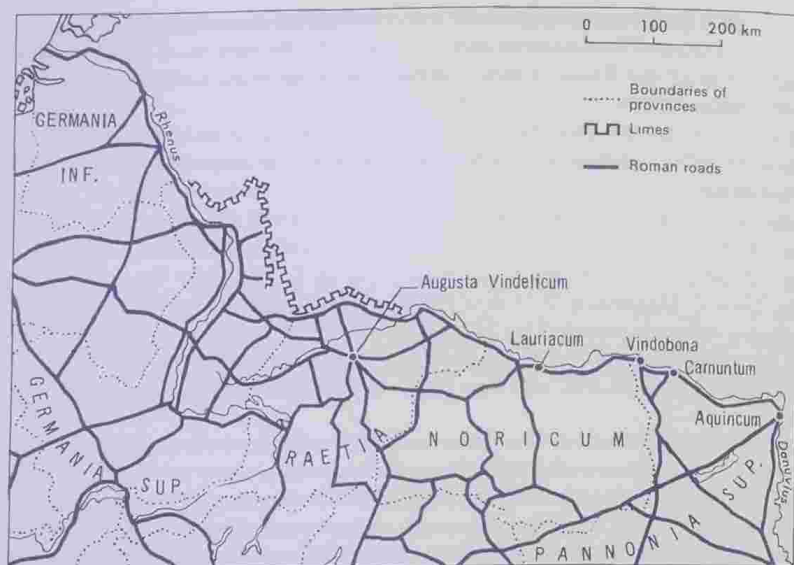 0 100 200 km
Boundaries of
provinces
Limes
Roman roads
GERMANIA
INF.
Rhenus
Augusta Vindelicum
Lauriacum
Vindobona
Carnuntum
Aquincum
GERMANIA
SUP.
RAETIA
NORICUM
PANNONIA SUP.
Danuvius